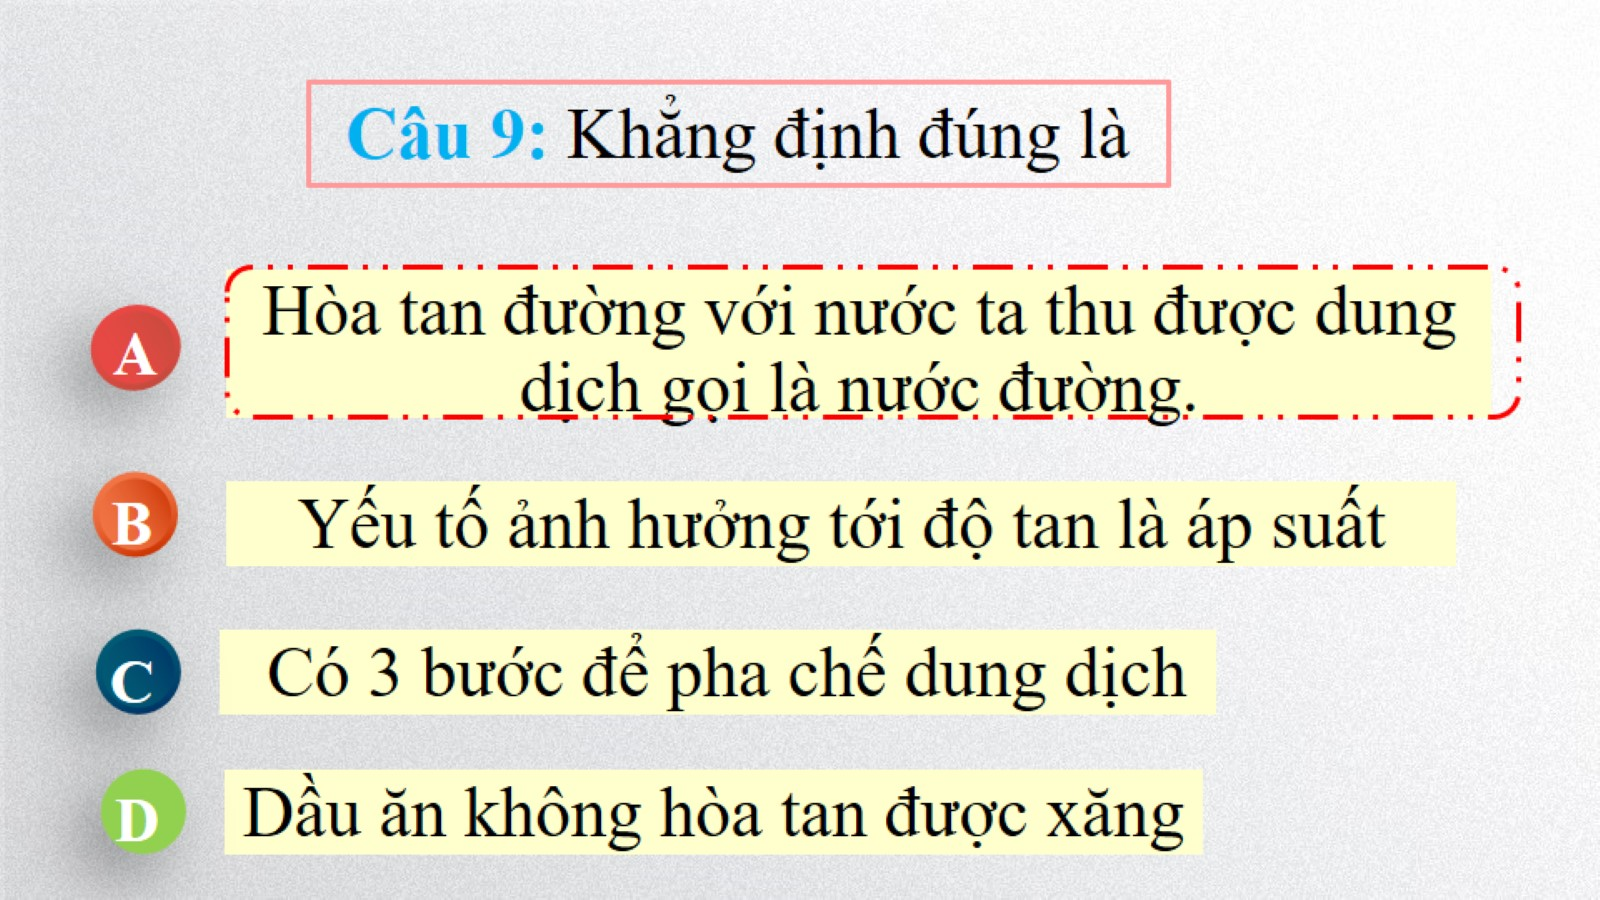 Câu 9: Khẳng định đúng là
A
Hòa tan đường với nước ta thu được dung
dịch gọi là nước đường.
B
Yếu tố ảnh hưởng tới độ tan là áp suất
C
Có 3 bước để pha chế dung dịch
D
Dầu ăn không hòa tan được xăng